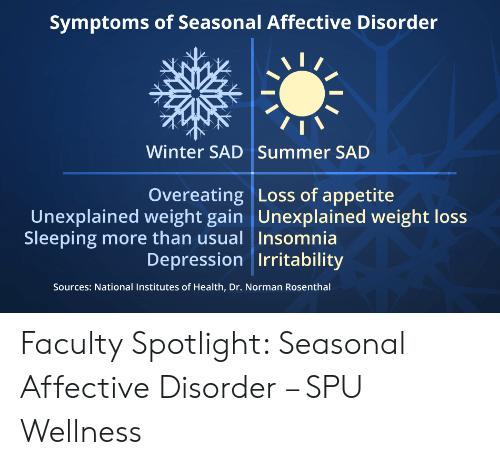 Symptoms of Seasonal Affective Disorder
Winter SAD Summer SAD
Overeating Loss of appetite
Unexplained weight gain Unexplained weight loss
Sleeping more than usual Insomnia
Depression Irritability
Sources: National Institutes of Health, Dr. Norman Rosenthal
Faculty Spotlight: Seasonal
Affective Disorder – SPU
Wellness